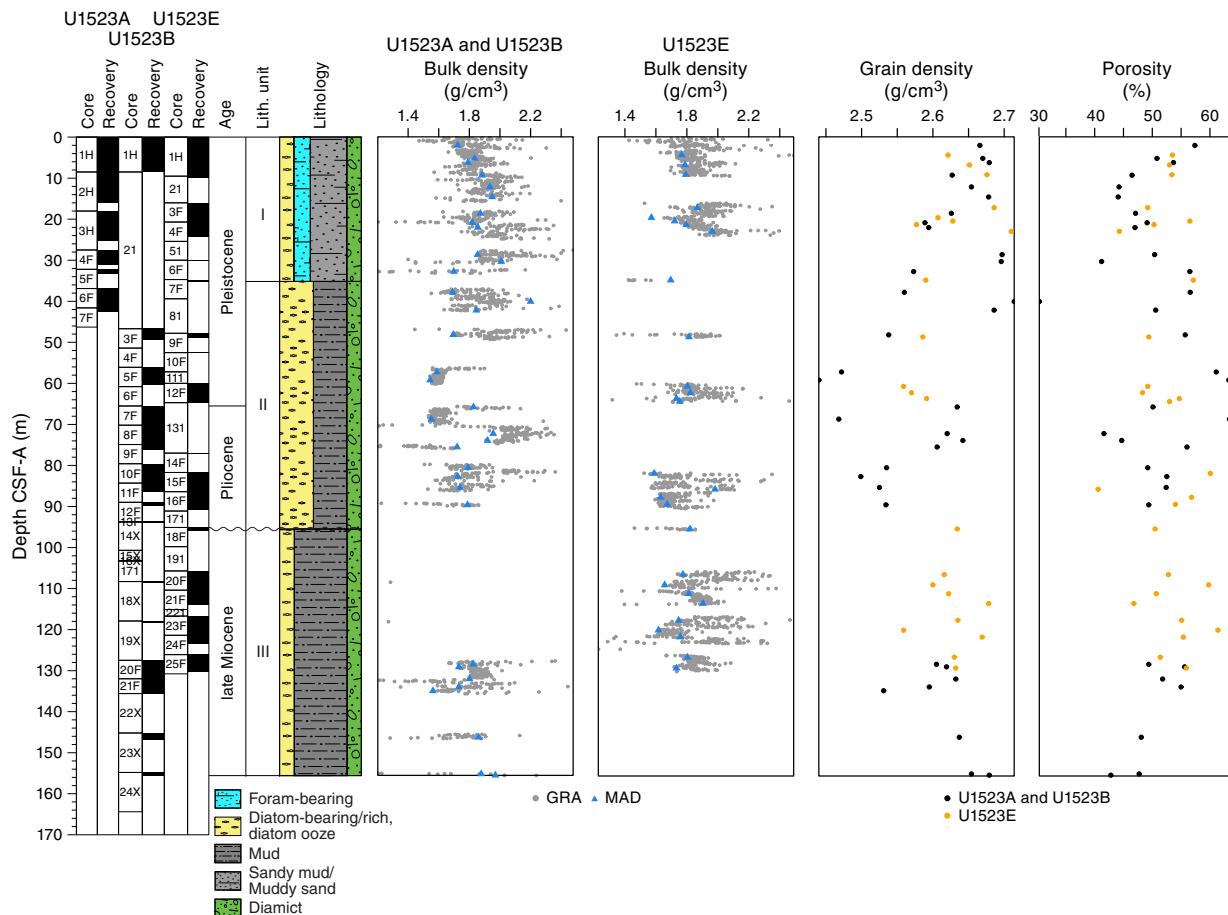 U1523A U1523E
U1523B
Core
Recovery
Core
Recovery
Core
Recovery
Age
Lith. unit
Lithology
U1523A and U1523B
Bulk density
(g/cm³)
1.4 1.8 2.2
U1523E
Bulk density
(g/cm³)
1.4 1.8 2.2
Grain density
(g/cm³)
2.5 2.6 2.7
Porosity
(%)
30 40 50 60
Depth CSF-A (m)
0
10
20
30
40
50
60
70
80
90
100
110
120
130
140
150
160
170
1H
2H
3H
4F
5F
6F
7F
1H
21
3F
4F
5F
6F
7F
8F
9F
10F
11F
12F
13F
14X
15X
16X
171
18X
19X
20F
21F
22X
23X
24X
1H
21
3F
4F
51
6F
7F
81
9F
10F
111
12F
131
14F
15F
16F
171
18F
191
20F
21F
221
23F
24F
25F
Pleistocene
Pliocene
late Miocene
I
II
III
GRA MAD
U1523A and U1523B
U1523E
Foram-bearing
Diatom-bearing/rich,
diatom ooze
Mud
Sandy mud/
Muddy sand
Diamict